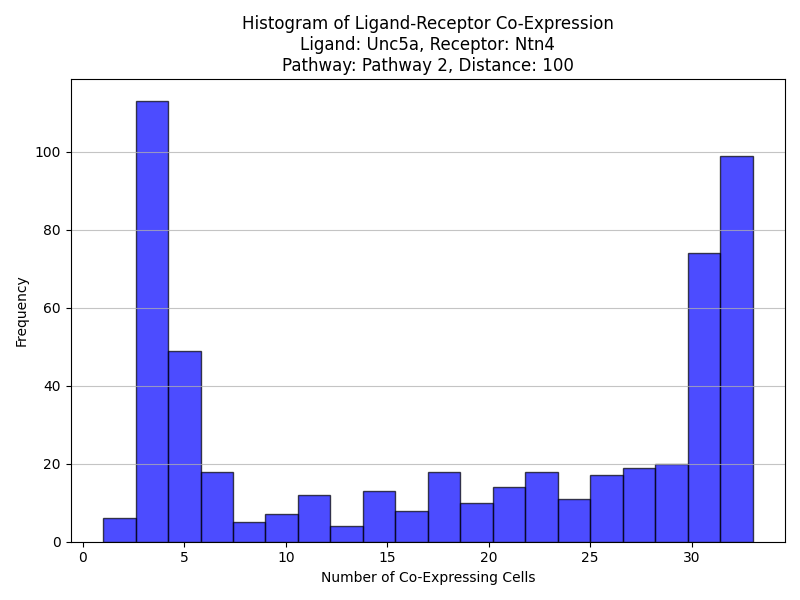 Histogram of Ligand-Receptor Co-Expression
Ligand: Unc5a, Receptor: Ntn4
Pathway: Pathway 2, Distance: 100
Frequency
100
80
60
40
20
0
0 5 10 15 20 25 30
Number of Co-Expressing Cells